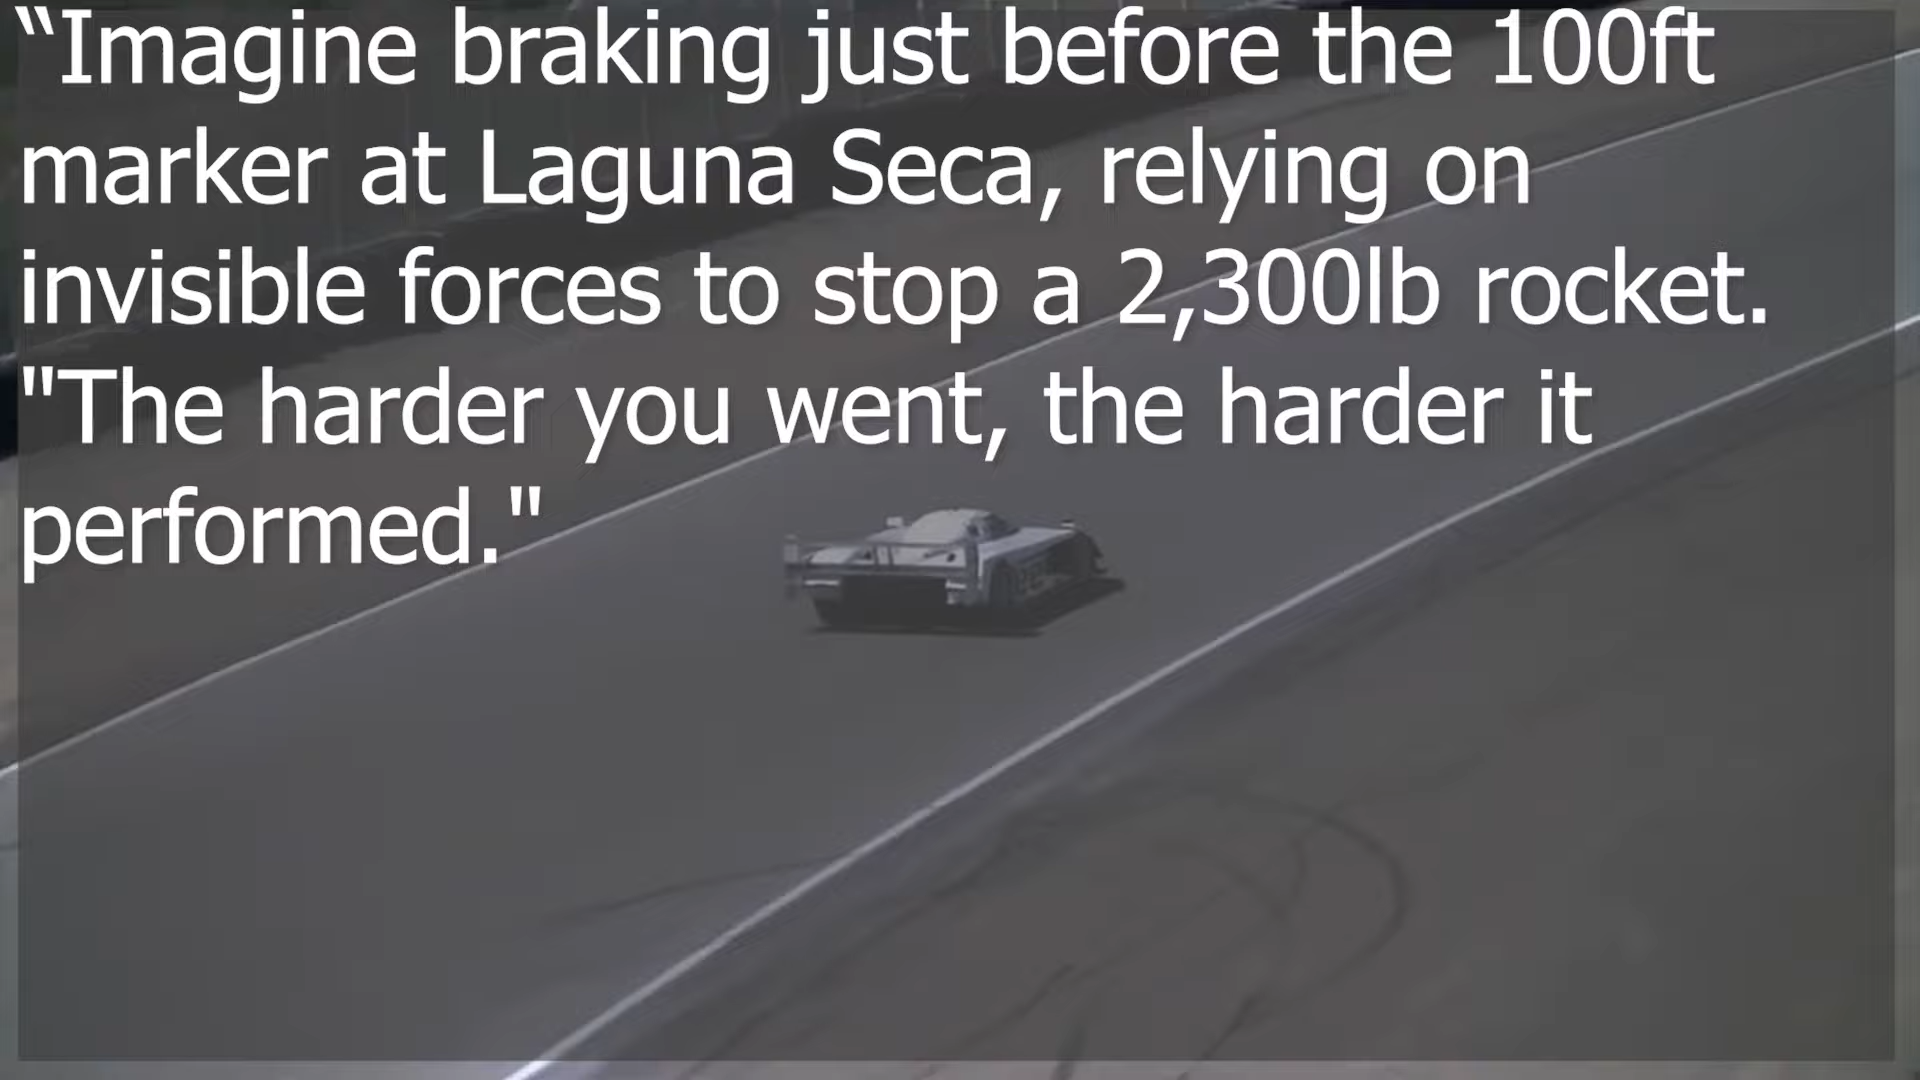 “Imagine braking just before the 100ft
marker at Laguna Seca, relying on
invisible forces to stop a 2,300lb rocket.
"The harder you went, the harder it
performed."